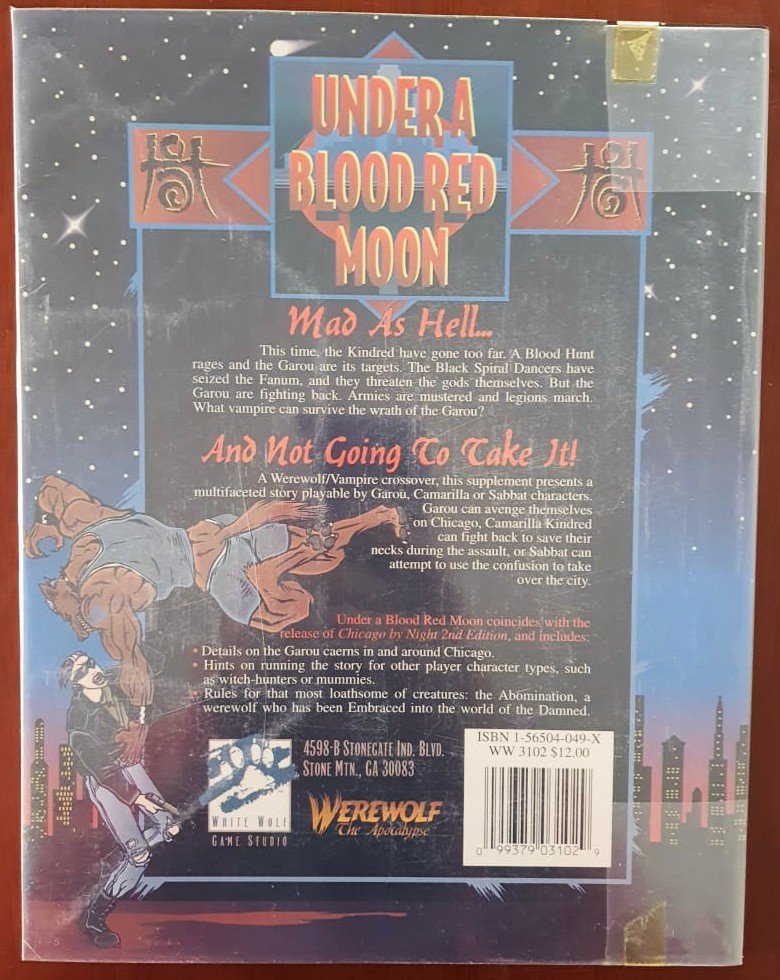 UNDER A
BLOOD RED
MOON
Mad As Hell...
This time, the Kindred have gone too far. A Blood Hunt
rages and the Garou are its targets. The Black Spiral Dancers have
seized the Fanum, and they threaten the gods themselves. But the
Garou are fighting back. Armies are mustered and legions march.
What vampire can survive the wrath of the Garou?
And Not Going To Take It!
A Werewolf/Vampire crossover, this supplement presents a
multifaceted story playable by Garou, Camarilla or Sabbat characters.
Garou can avenge themselves
on Chicago, Camarilla Kindred
can fight back to save their
necks during the assault, or Sabbat can
attempt to use the confusion to take
over the city.
Under a Blood Red Moon coincides with the
release of Chicago by Night 2nd Edition, and includes:
• Details on the Garou caerns in and around Chicago.
• Hints on running the story for other player character types, such
as witch-hunters or mummies.
• Rules for that most loathsome of creatures: the Abomination, a
werewolf who has been Embraced into the world of the Damned.
WHITE WOLF
GAME STUDIO
4598-B STONEGATE IND. BLVD.
STONE MTN., GA 30083
WEREWOLF
The Apocalypse
ISBN 1-56504-049-X
WW 3102 $12.00
0 99379 03102 9